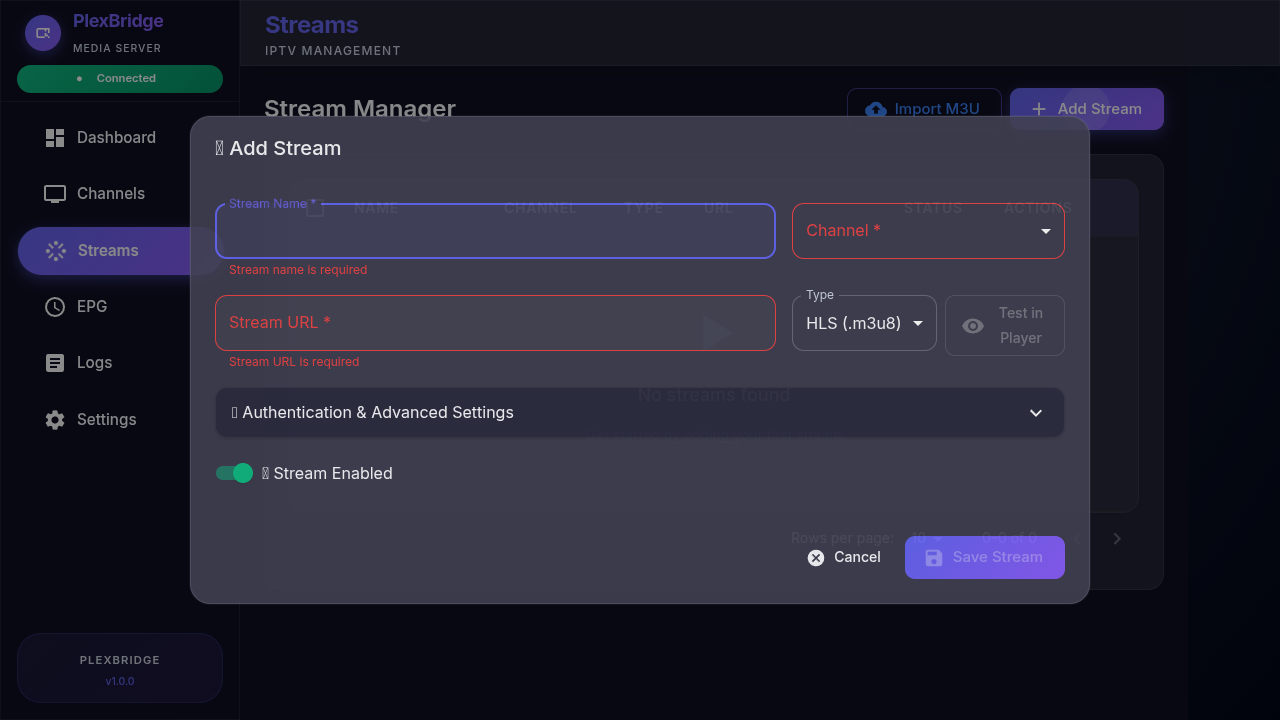 PlexBridge
MEDIA SERVER
Connected
Dashboard
Channels
Streams
EPG
Logs
Settings
PLEXBRIDGE
v1.0.0
Streams
IPTV MANAGEMENT
Stream Manager
Import M3U
Add Stream
Add Stream
NAME CHANNEL TYPE URL STATUS ACTIONS
Stream Name *
Stream name is required
Channel *
Stream URL *
Stream URL is required
Type
HLS (.m3u8)
Test in
Player
No streams found
Authentication & Advanced Settings
Stream Enabled
Rows per page: 10 0–0 of 0
Cancel
Save Stream